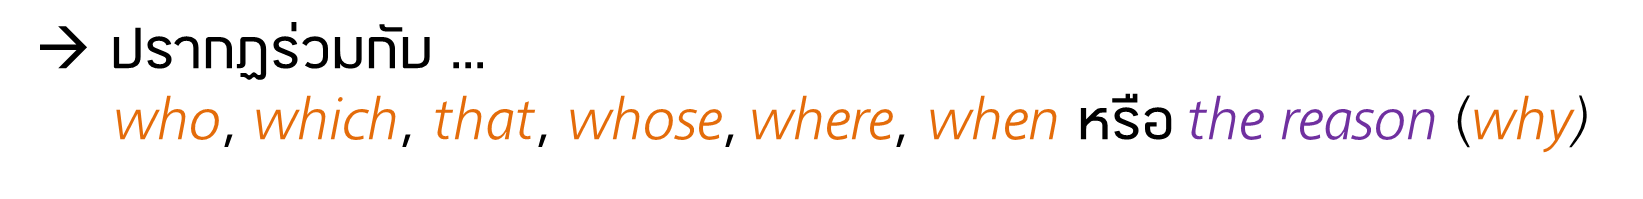 → ปรากฏร่วมกับ ...
who, which, that, whose, where, when หรือ the reason (why)